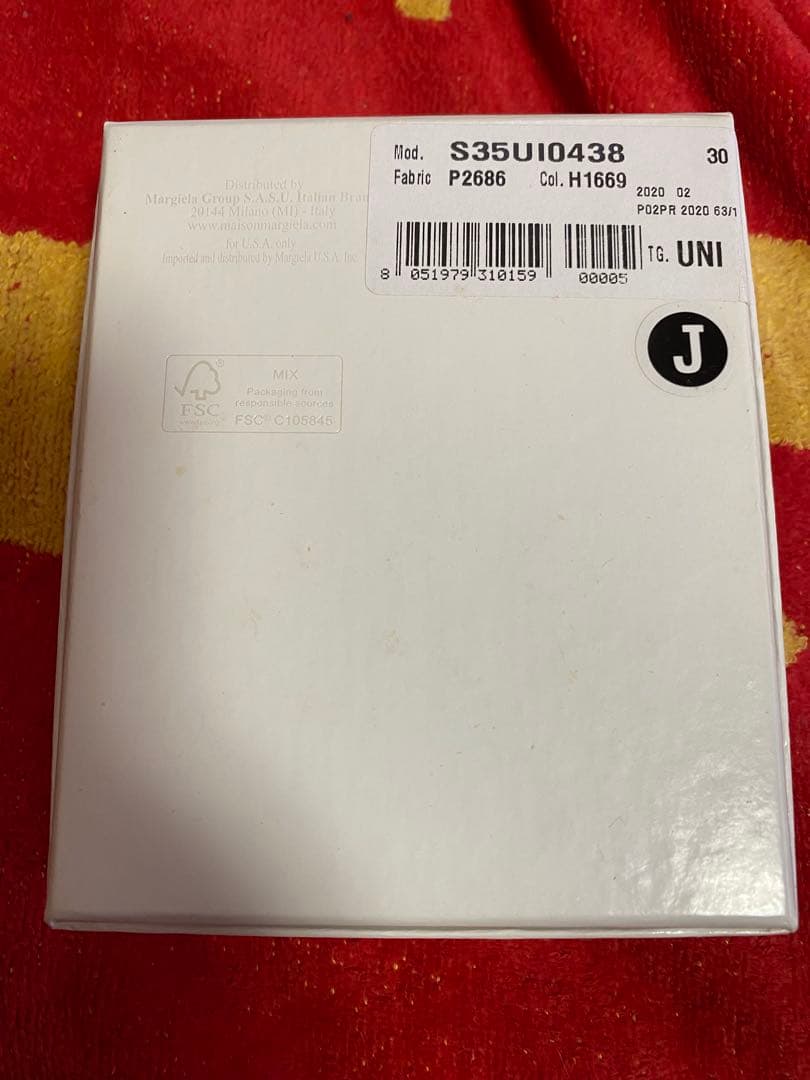 Distributed by
Margiela Group S.A.S.U. Italian Bran
20144 Milano (MI) - Italy
www.maisonmargiela.com
for U.S.A. only
Imported and distributed by Margiela U.S.A. Inc.
Mod. S35UI0438 30
Fabric P2686 Col. H1669
2020 02
P02PR 2020 63/1
8 051979 310159 00005 TG. UNI
J
FSC®
MIX
Packaging from
responsible sources
FSC® C105845